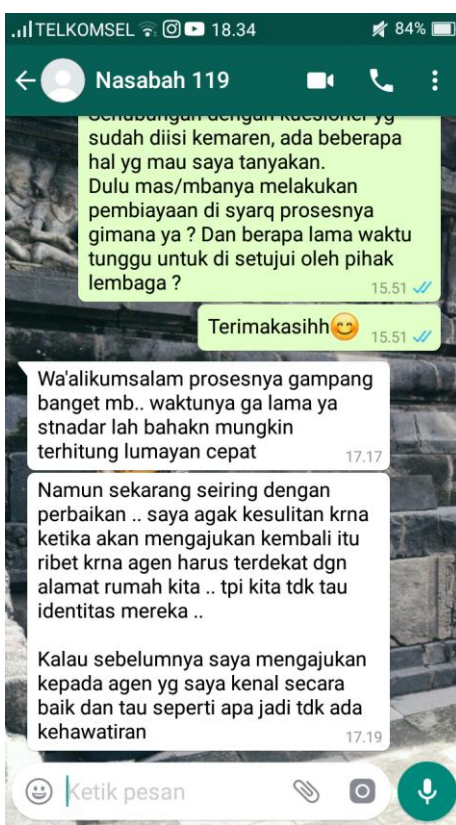 TELKOMSEL 18.34 84%
Nasabah 119
Sehubungan dengan kuesioner yg
sudah diisi kemaren, ada beberapa
hal yg mau saya tanyakan.
Dulu mas/mbanya melakukan
pembiayaan di syarq prosesnya
gimana ya ? Dan berapa lama waktu
tunggu untuk di setujui oleh pihak
lembaga ?
15.51
Terimakasihh😊 15.51
Wa'alikumsalam prosesnya gampang
banget mb.. waktunya ga lama ya
stnadar lah bahakn mungkin
terhitung lumayan cepat
17.17
Namun sekarang seiring dengan
perbaikan .. saya agak kesulitan krna
ketika akan mengajukan kembali itu
ribet krna agen harus terdekat dgn
alamat rumah kita .. tpi kita tdk tau
identitas mereka ..
Kalau sebelumnya saya mengajukan
kepada agen yg saya kenal secara
baik dan tau seperti apa jadi tdk ada
kehawatiran
17.19
Ketik pesan